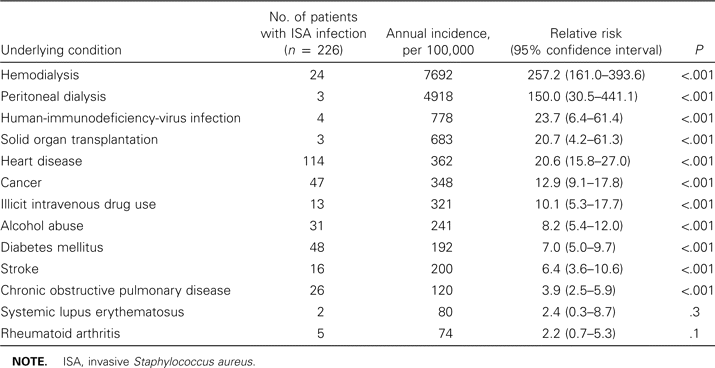 No. of patients
with ISA infection Annual incidence, Relative risk
Underlying condition (n = 226) per 100,000 (95% confidence interval) P
Hemodialysis 24 7692 257.2 (161.0–393.6) <.001
Peritoneal dialysis 3 4918 150.0 (30.5–441.1) <.001
Human-immunodeficiency-virus infection 4 778 23.7 (6.4–61.4) <.001
Solid organ transplantation 3 683 20.7 (4.2–61.3) <.001
Heart disease 114 362 20.6 (15.8–27.0) <.001
Cancer 47 348 12.9 (9.1–17.8) <.001
Illicit intravenous drug use 13 321 10.1 (5.3–17.7) <.001
Alcohol abuse 31 241 8.2 (5.4–12.0) <.001
Diabetes mellitus 48 192 7.0 (5.0–9.7) <.001
Stroke 16 200 6.4 (3.6–10.6) <.001
Chronic obstructive pulmonary disease 26 120 3.9 (2.5–5.9) <.001
Systemic lupus erythematosus 2 80 2.4 (0.3–8.7) .3
Rheumatoid arthritis 5 74 2.2 (0.7–5.3) .1
NOTE. ISA, invasive Staphylococcus aureus.